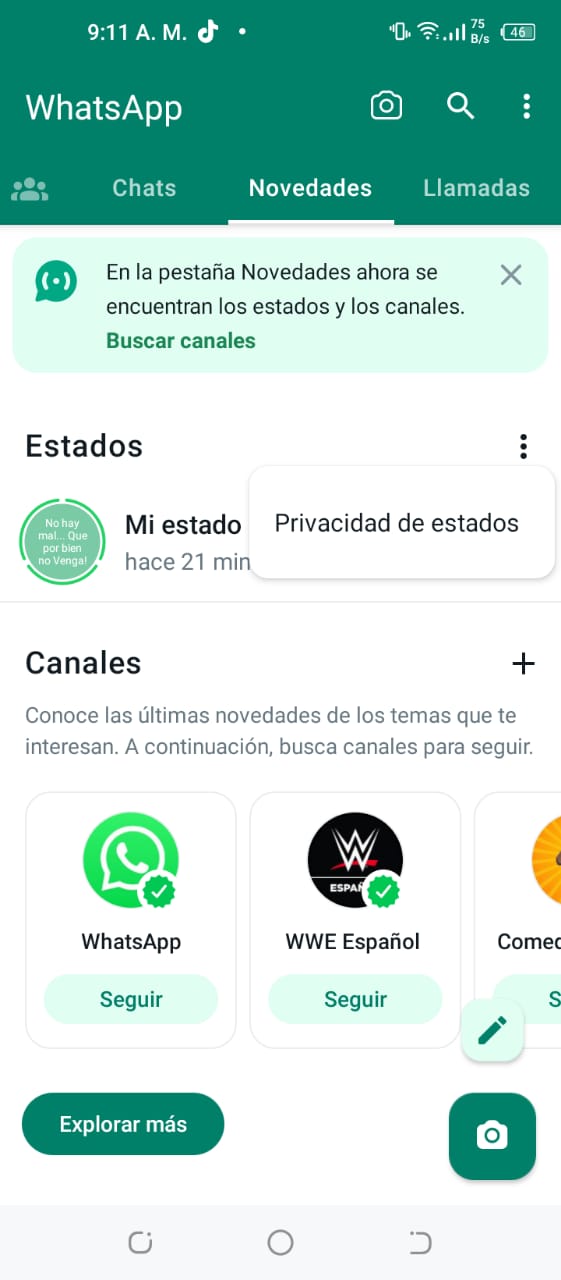 9:11 A. M.
75
B/s
46
WhatsApp
Chats
Novedades
Llamadas
En la pestaña Novedades ahora se
encuentran los estados y los canales.
Buscar canales
Estados
No hay
mal... Que
por bien
no Venga!
Mi estado
hace 21 min
Privacidad de estados
Canales
Conoce las últimas novedades de los temas que te
interesan. A continuación, busca canales para seguir.
W
ESPAÑ
WhatsApp
WWE Español
Comed
Seguir
Seguir
S
Explorar más